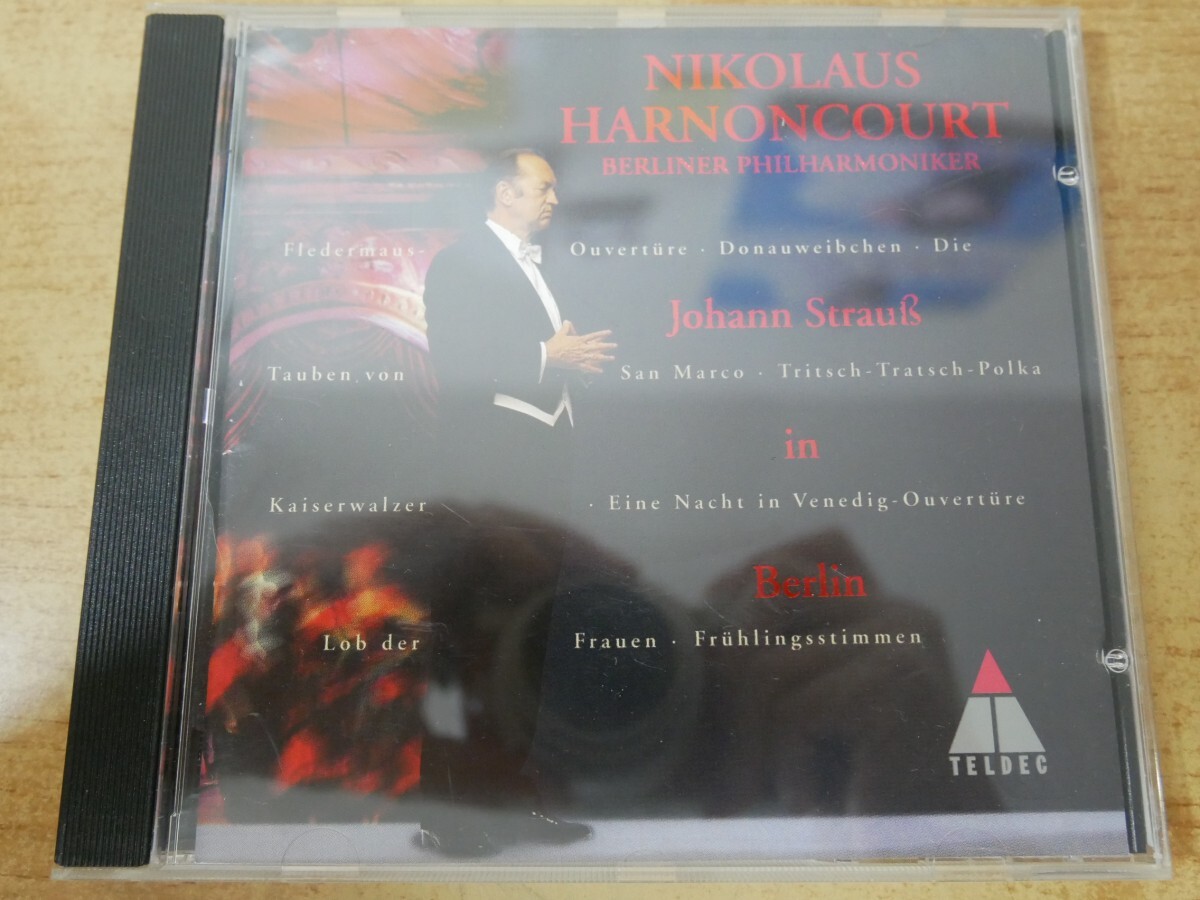 NIKOLAUS
HARNONCOURT
BERLINER PHILHARMONIKER
Fledermaus- Ouvertüre · Donauweibchen · Die
Johann Strauß
Tauben von San Marco · Tritsch-Tratsch-Polka
in
Kaiserwalzer · Eine Nacht in Venedig-Ouvertüre
Berlin
Lob der Frauen · Frühlingsstimmen
TELDEC